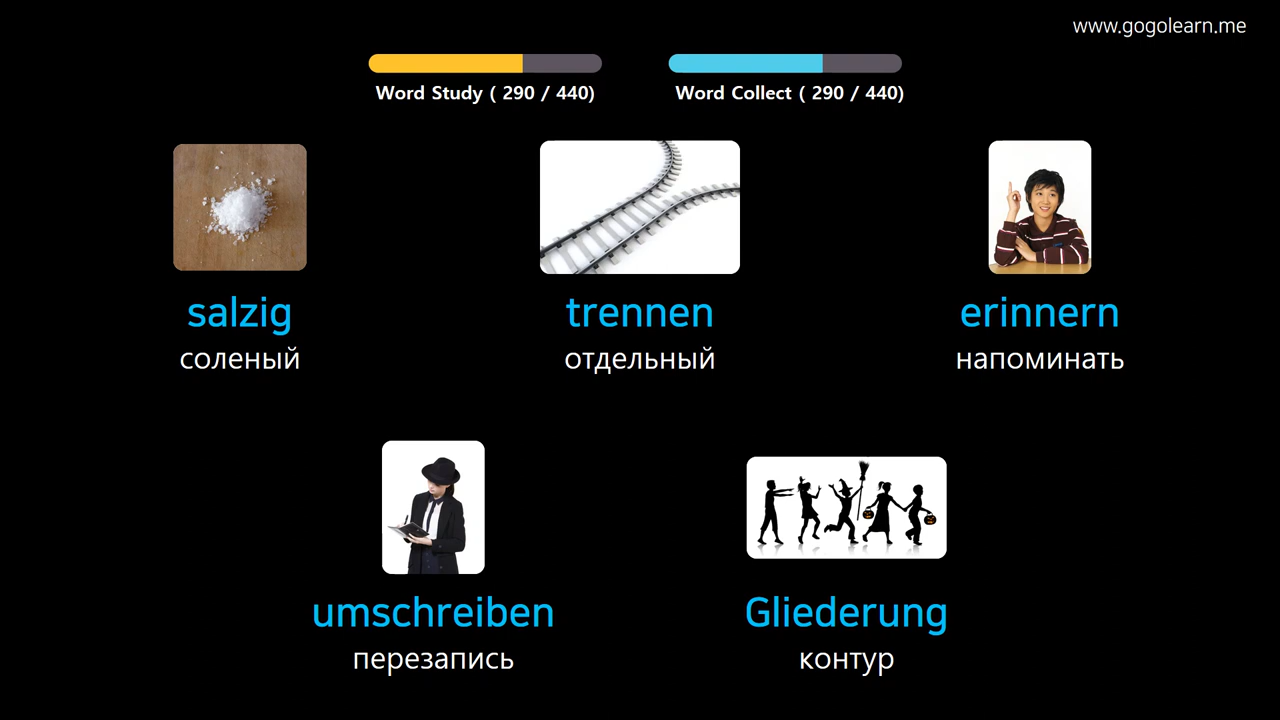 www.gogolearn.me
Word Study ( 290 / 440)
Word Collect ( 290 / 440)
salzig
соленый
trennen
отдельный
erinnern
напоминать
umschreiben
перезапись
Gliederung
контур